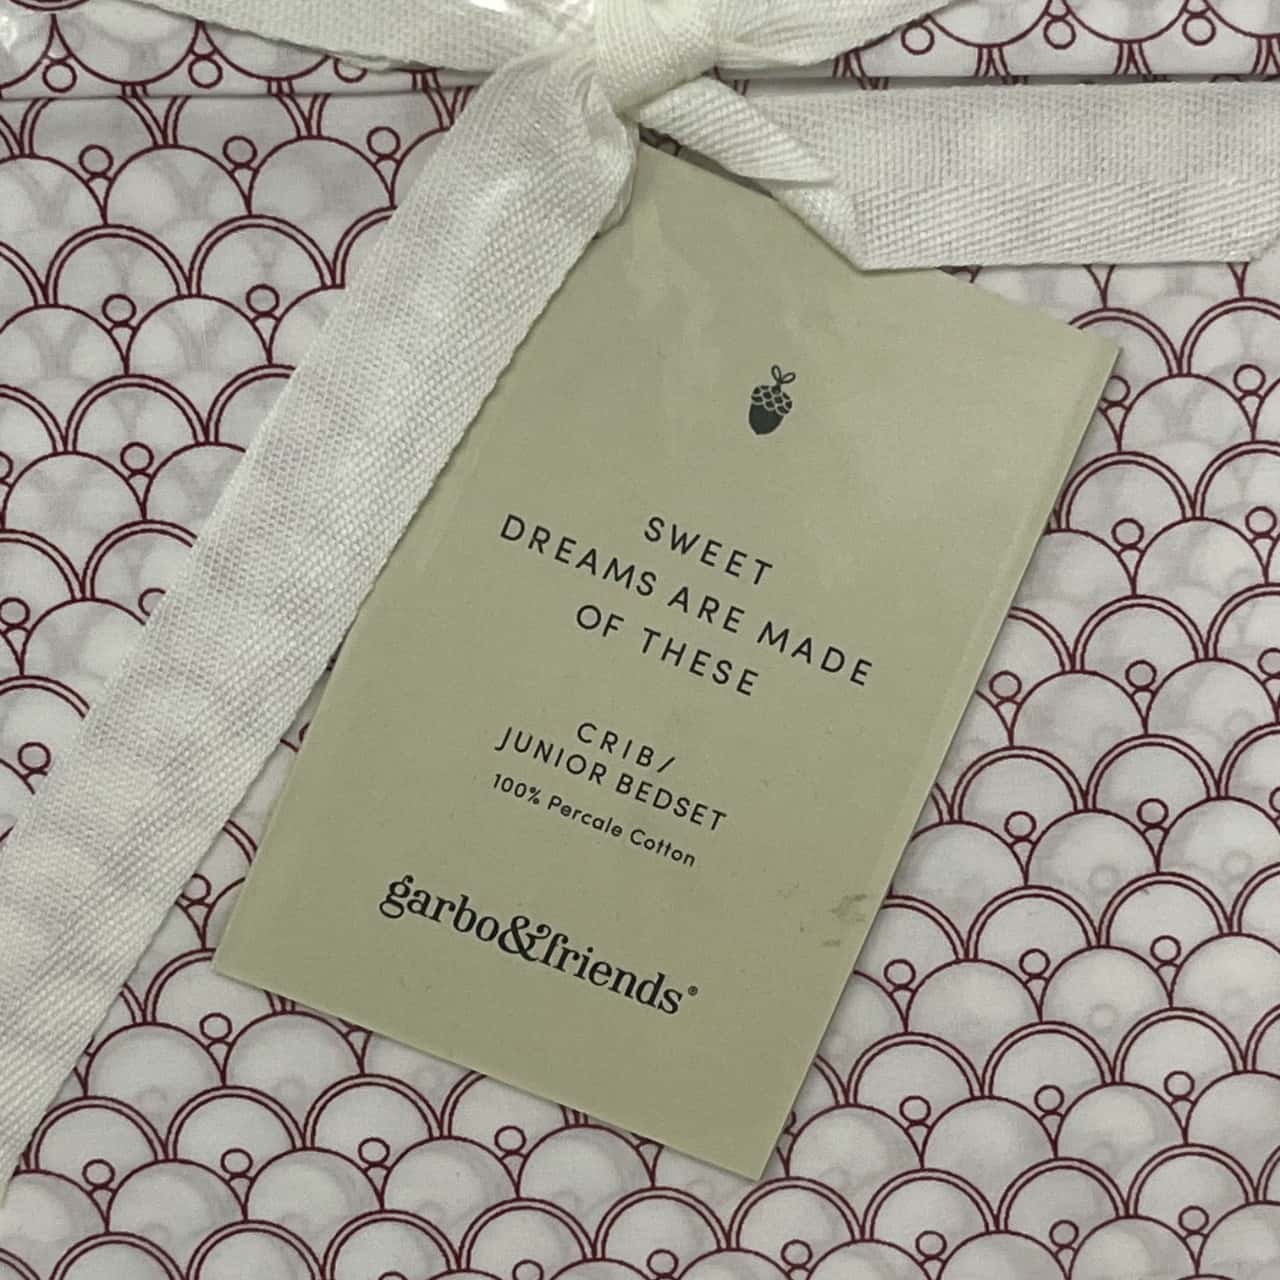 SWEET
DREAMS ARE MADE
OF THESE
CRIB/
JUNIOR BEDSET
100% Percale Cotton
garbo&friends®